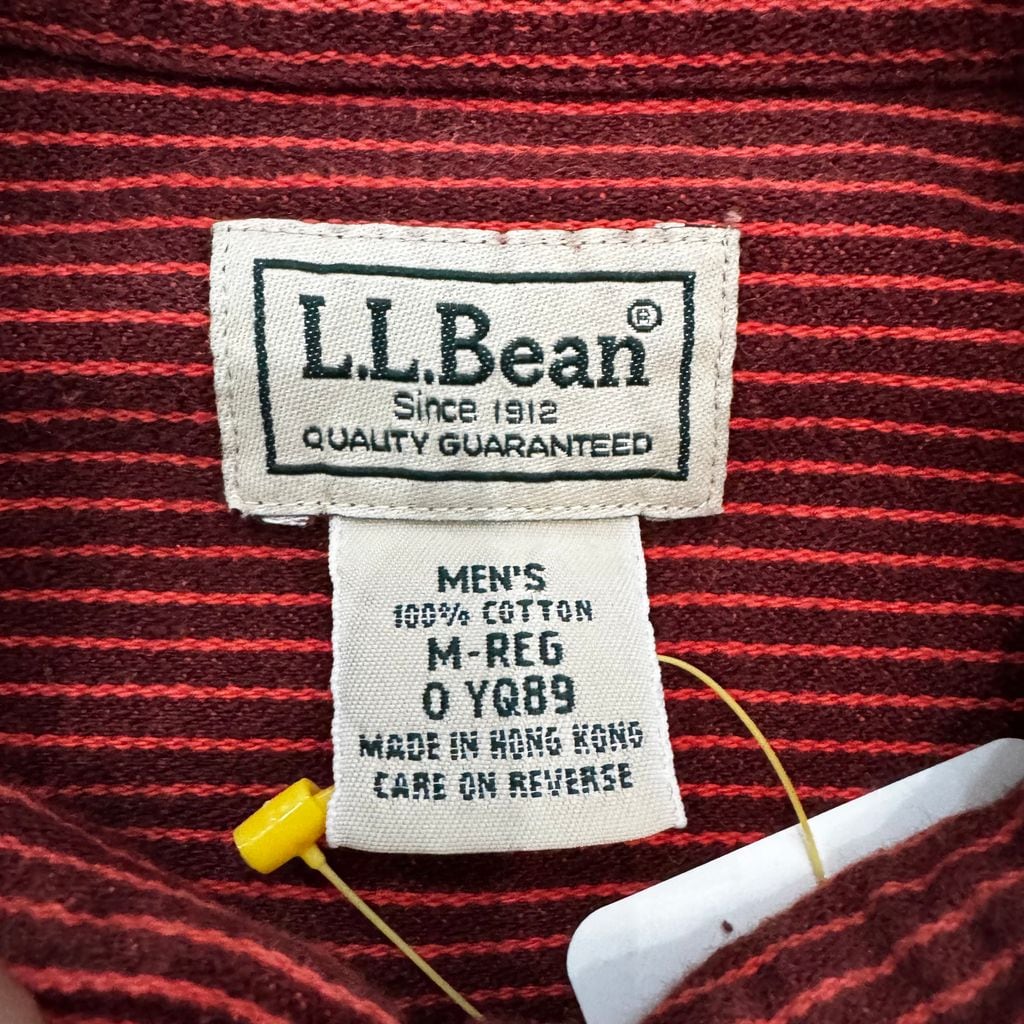 L.L.Bean®
Since 1912
QUALITY GUARANTEED
MEN'S
100% COTTON
M-REG
0 YQ89
MADE IN HONG KONG
CARE ON REVERSE